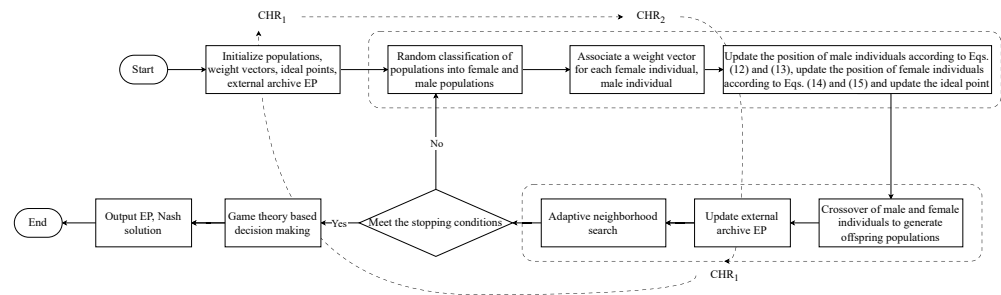 CHR1
CHR2
Start
Initialize populations,
weight vectors, ideal points,
external archive EP
Random classification of
populations into female and
male populations
Associate a weight vector
for each female individual,
male individual
Update the position of male individuals according to Eqs.
(12) and (13), update the position of female individuals
according to Eqs. (14) and (15) and update the ideal point
No
End
Output EP, Nash
solution
Game theory based
decision making
Yes
Meet the stopping conditions
Adaptive neighborhood
search
Update external
archive EP
Crossover of male and female
individuals to generate
offspring populations
CHR1